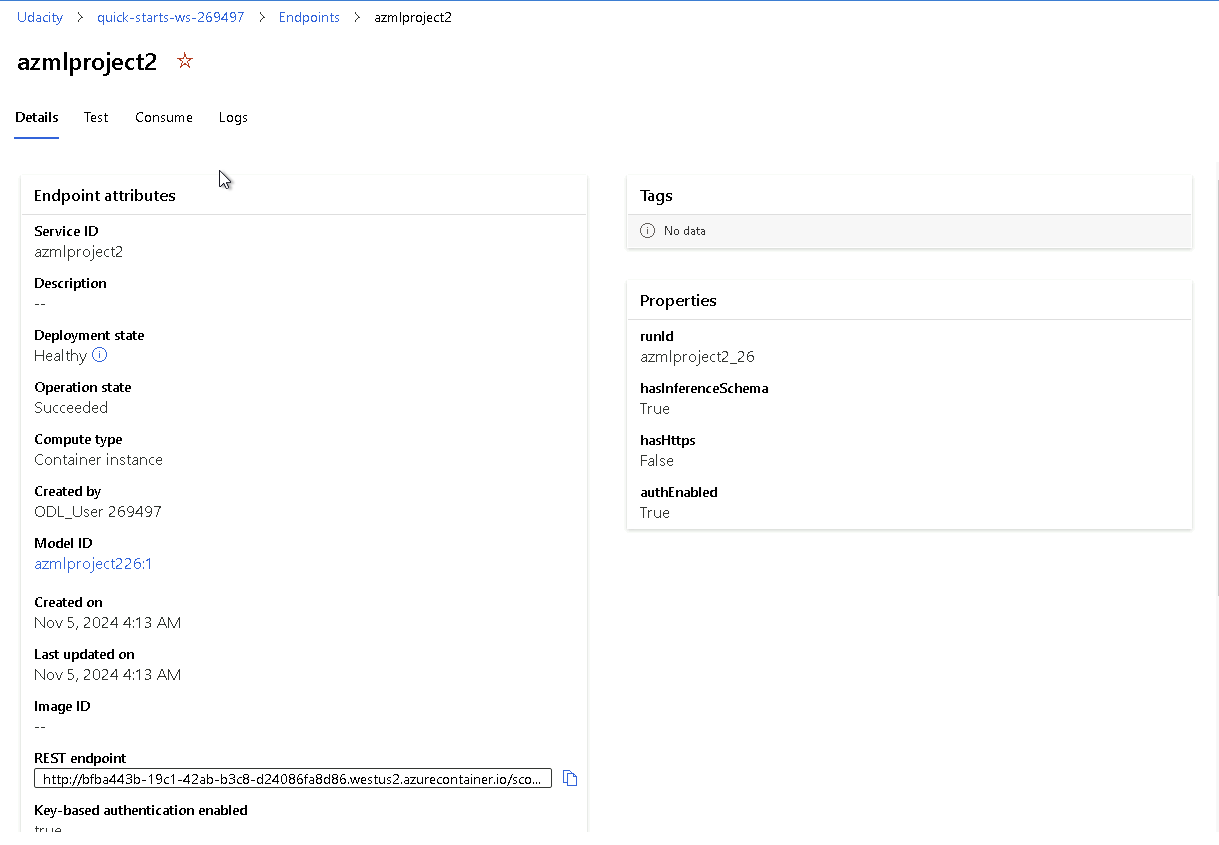 Udacity > quick-starts-ws-269497 > Endpoints > azmlproject2
azmlproject2
Details Test Consume Logs
Endpoint attributes
Service ID
azmlproject2
Description
--
Deployment state
Healthy
Operation state
Succeeded
Compute type
Container instance
Created by
ODL_User 269497
Model ID
azmlproject226:1
Created on
Nov 5, 2024 4:13 AM
Last updated on
Nov 5, 2024 4:13 AM
Image ID
--
REST endpoint
http://bfba443b-19c1-42ab-b3c8-d24086fa8d86.westus2.azurecontainer.io/sco...
Key-based authentication enabled
true
Tags
No data
Properties
runId
azmlproject2_26
hasInferenceSchema
True
hasHttps
False
authEnabled
True